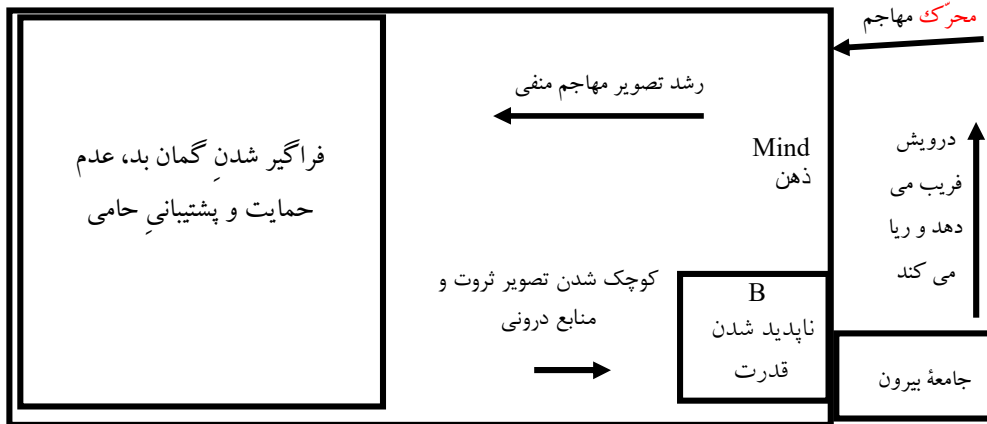 محرّك مهاجم
رشد تصویر مهاجم منفی
درویش
فریب می
دهد و ریا
می کند
Mind
ذهن
فراگیر شدنِ گمان بد، عدم
حمایت و پشتیبانیِ حامی
کوچک شدن تصویر ثروت و
منابع درونی
B
ناپدید شدن
قدرت
جامعۀ بیرون